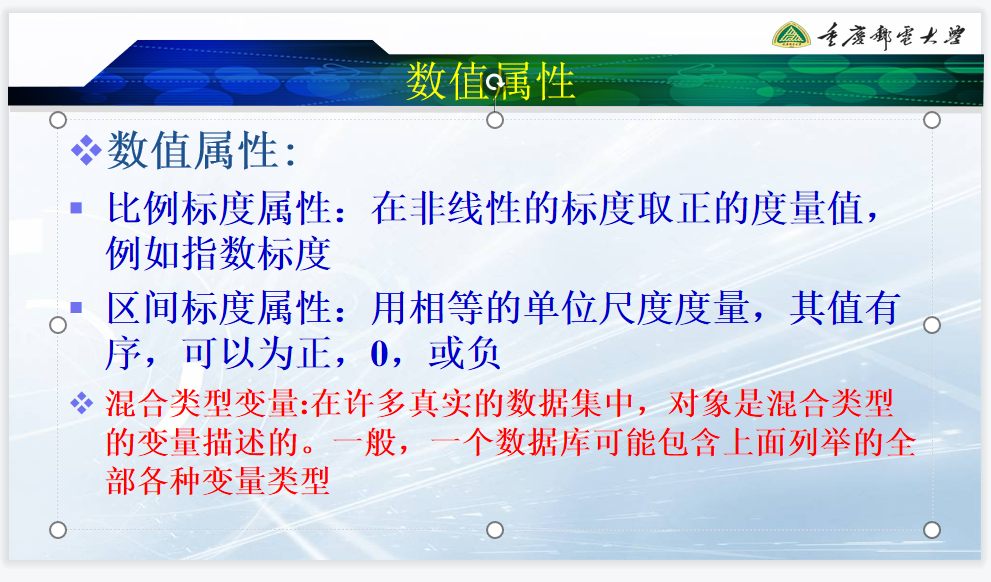 重慶郵電大學
数值属性
数值属性:
比例标度属性：在非线性的标度取正的度量值，
例如指数标度
区间标度属性：用相等的单位尺度度量，其值有
序，可以为正，0，或负
混合类型变量:在许多真实的数据集中，对象是混合类型
的变量描述的。一般，一个数据库可能包含上面列举的全
部各种变量类型